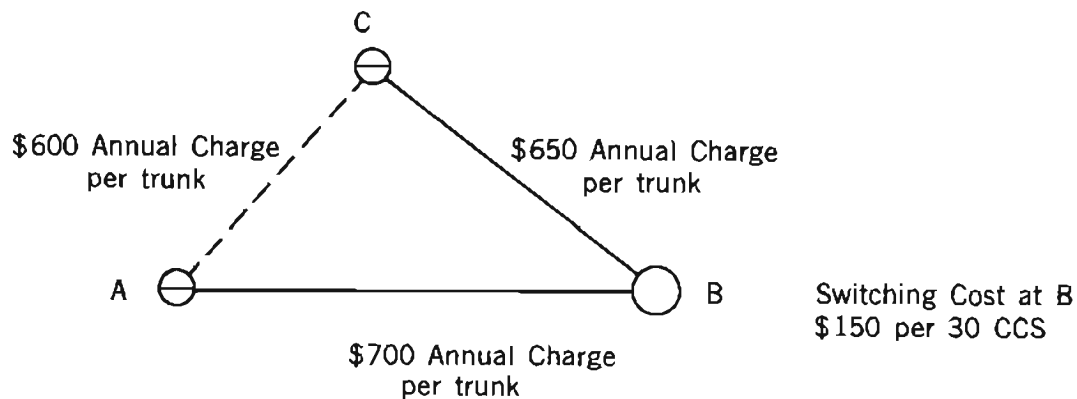 C
$600 Annual Charge
per trunk
$650 Annual Charge
per trunk
A
B
Switching Cost at B
$150 per 30 CCS
$700 Annual Charge
per trunk